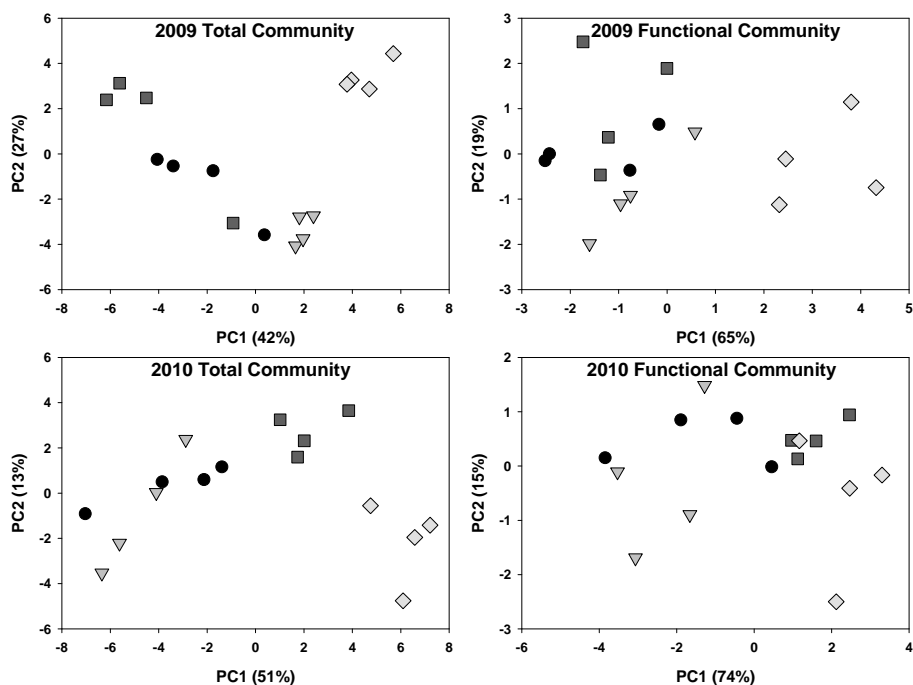 2009 Total Community
6
4
2
0
-2
-4
-6
PC2 (27%)
-8 -6 -4 -2 0 2 4 6 8
PC1 (42%)
2009 Functional Community
3
2
1
0
-1
-2
-3
PC2 (19%)
-3 -2 -1 0 1 2 3 4 5
PC1 (65%)
2010 Total Community
6
4
2
0
-2
-4
-6
PC2 (13%)
-8 -6 -4 -2 0 2 4 6 8
PC1 (51%)
2010 Functional Community
2
1
0
-1
-2
-3
PC2 (15%)
-6 -4 -2 0 2 4
PC1 (74%)